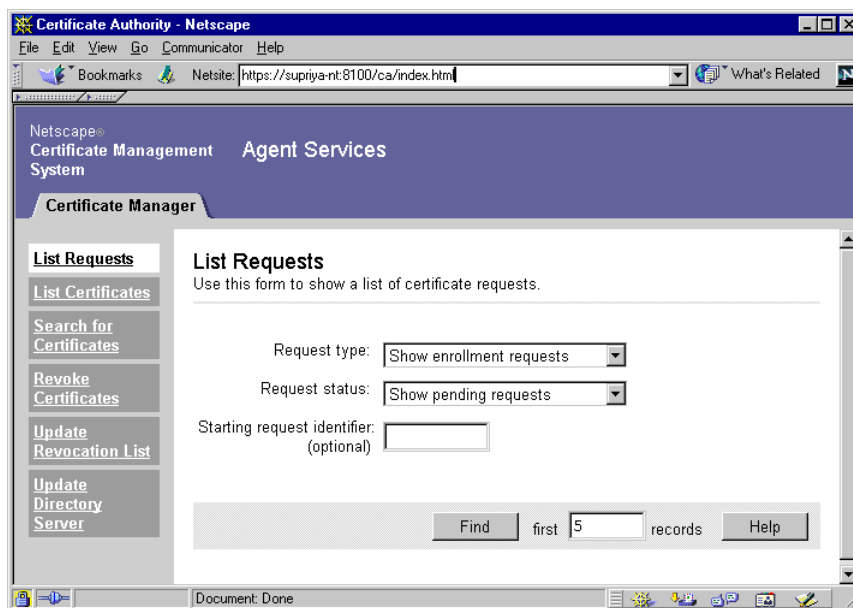 Certificate Authority - Netscape
File Edit View Go Communicator Help
Bookmarks Netsite: https://supriya-nt:8100/ca/index.html What's Related N
Netscape®
Certificate Management
System
Agent Services
Certificate Manager
List Requests
List Certificates
Search for
Certificates
Revoke
Certificates
Update
Revocation List
Update
Directory
Server
List Requests
Use this form to show a list of certificate requests.
Request type: Show enrollment requests
Request status: Show pending requests
Starting request identifier:
(optional)
Find first 5 records Help
Document: Done